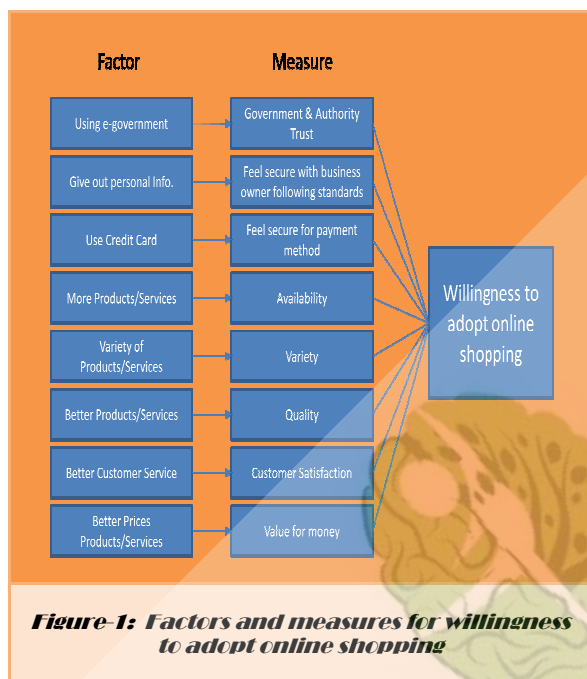 Factor
Measure
Using e-government
Government & Authority
Trust
Give out personal Info.
Feel secure with business
owner following standards
Use Credit Card
Feel secure for payment
method
More Products/Services
Availability
Variety of
Products/Services
Variety
Better Products/Services
Quality
Better Customer Service
Customer Satisfaction
Better Prices
Products/Services
Value for money
Willingness to
adopt online
shopping
Figure-1: Factors and measures for willingness
to adopt online shopping